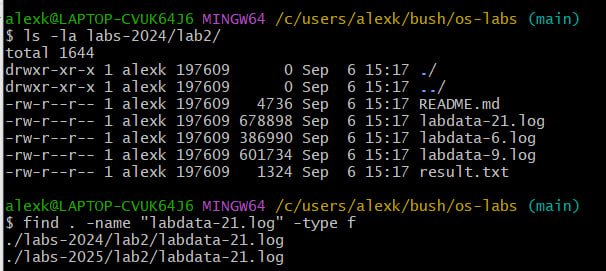 alexk@LAPTOP-CVUK64J6 MINGW64 /c/users/alexk/bush/os-labs (main)
$ ls -la labs-2024/lab2/
total 1644
drwxr-xr-x 1 alexk 197609      0 Sep  6 15:17 ./
drwxr-xr-x 1 alexk 197609      0 Sep  6 15:17 ../
-rw-r--r-- 1 alexk 197609   4736 Sep  6 15:17 README.md
-rw-r--r-- 1 alexk 197609 678898 Sep  6 15:17 labdata-21.log
-rw-r--r-- 1 alexk 197609 386990 Sep  6 15:17 labdata-6.log
-rw-r--r-- 1 alexk 197609 601734 Sep  6 15:17 labdata-9.log
-rw-r--r-- 1 alexk 197609   1324 Sep  6 15:17 result.txt
alexk@LAPTOP-CVUK64J6 MINGW64 /c/users/alexk/bush/os-labs (main)
$ find . -name "labdata-21.log" -type f
./labs-2024/lab2/labdata-21.log
./labs-2025/lab2/labdata-21.log